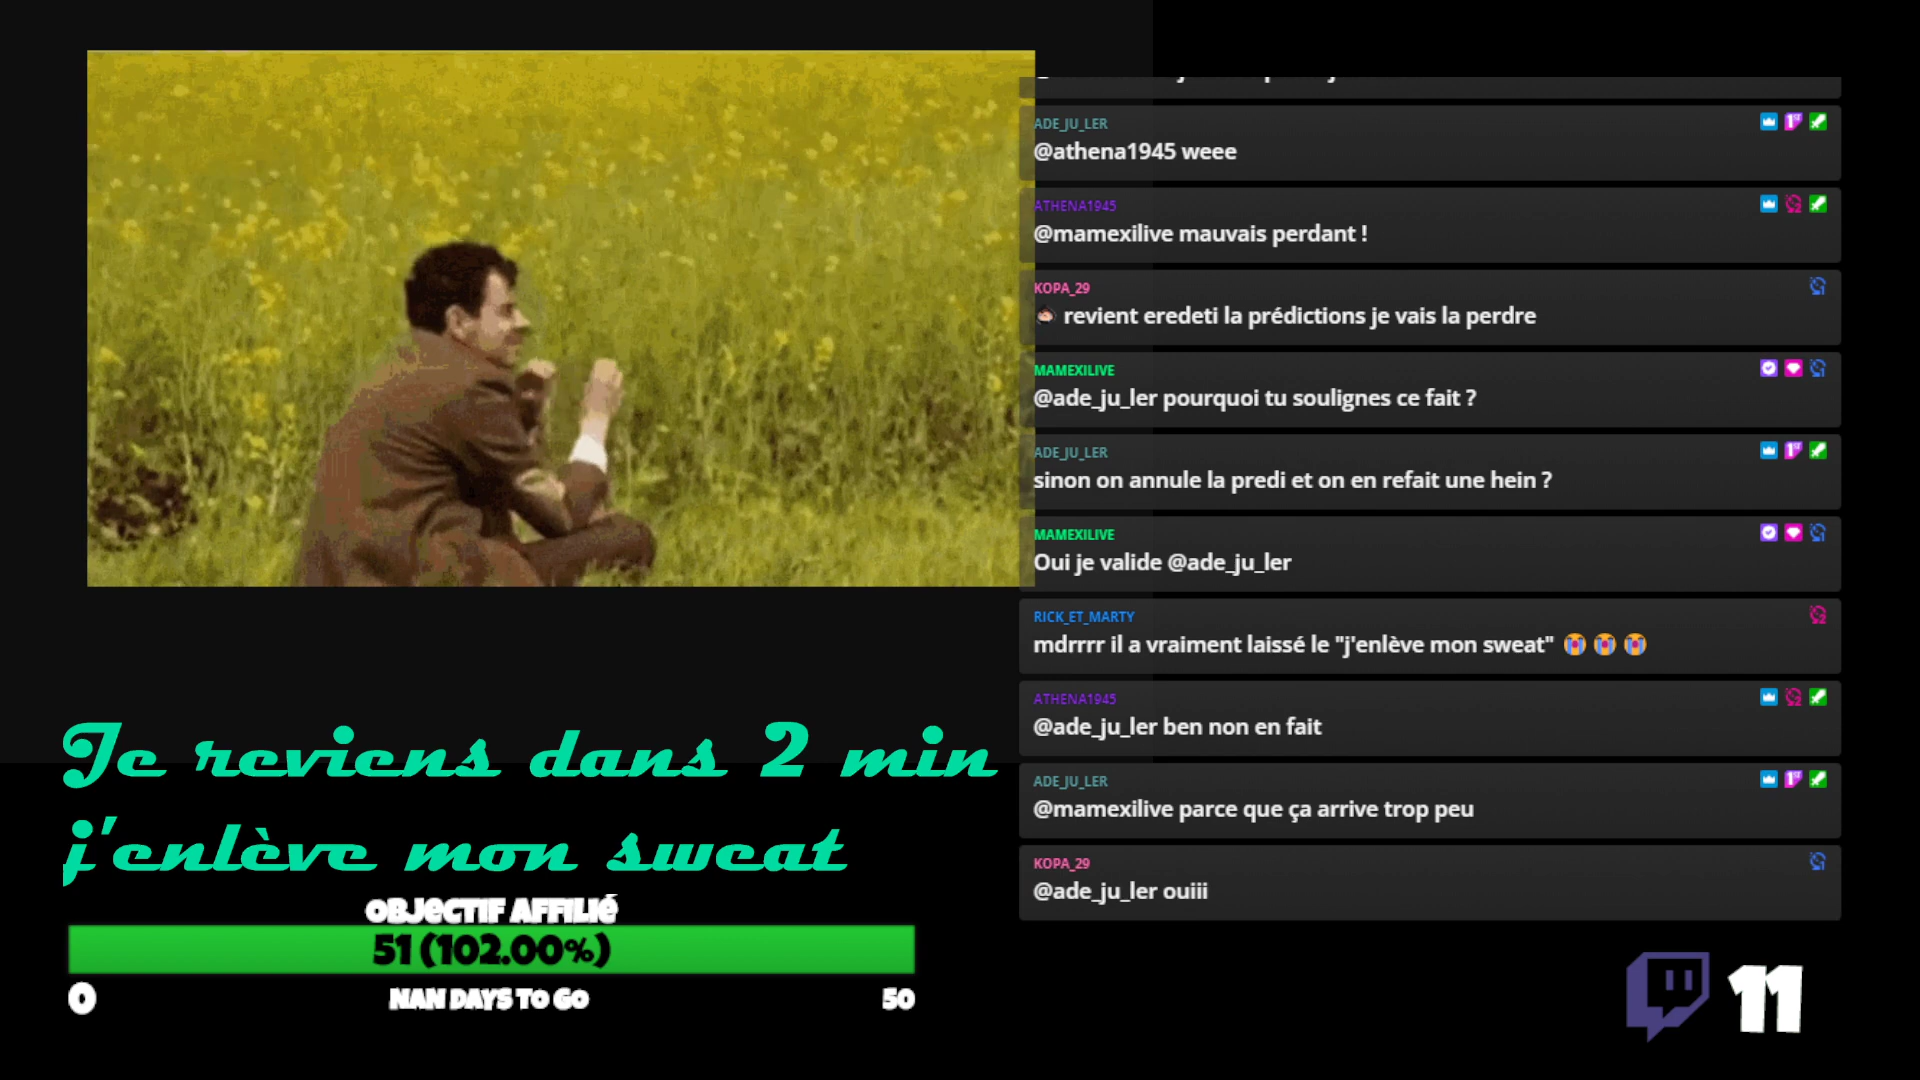 ADE_JU_LER
@athena1945 weee
ATHENA1945
@mamexilive mauvais perdant !
KOPA_29
revient eredeti la prédictions je vais la perdre
MAMEXILIVE
@ade_ju_ler pourquoi tu soulignes ce fait ?
ADE_JU_LER
sinon on annule la predi et on en refait une hein ?
MAMEXILIVE
Oui je valide @ade_ju_ler
RICK_ET_MARTY
mdrrrr il a vraiment laissé le "j'enlève mon sweat" 😭 😭 😭
ATHENA1945
@ade_ju_ler ben non en fait
ADE_JU_LER
@mamexilive parce que ça arrive trop peu
KOPA_29
@ade_ju_ler ouiii
Je reviens dans 2 min
j'enlève mon sweat
OBJECTIF AFFILIÉ
51 (102.00%)
0 NAN DAYS TO GO 50
11